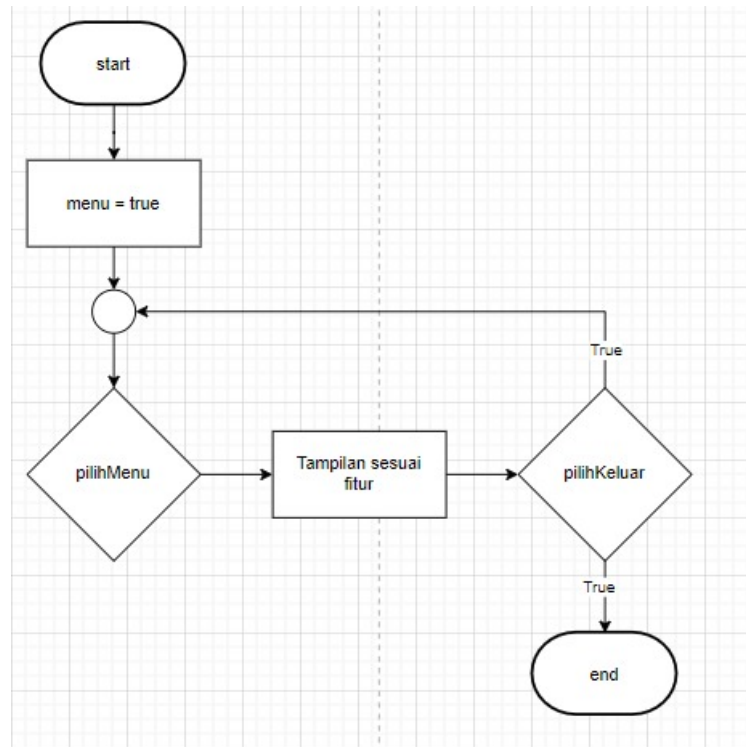 start
menu = true
True
pilihMenu
Tampilan sesuai
fitur
pilihKeluar
True
end